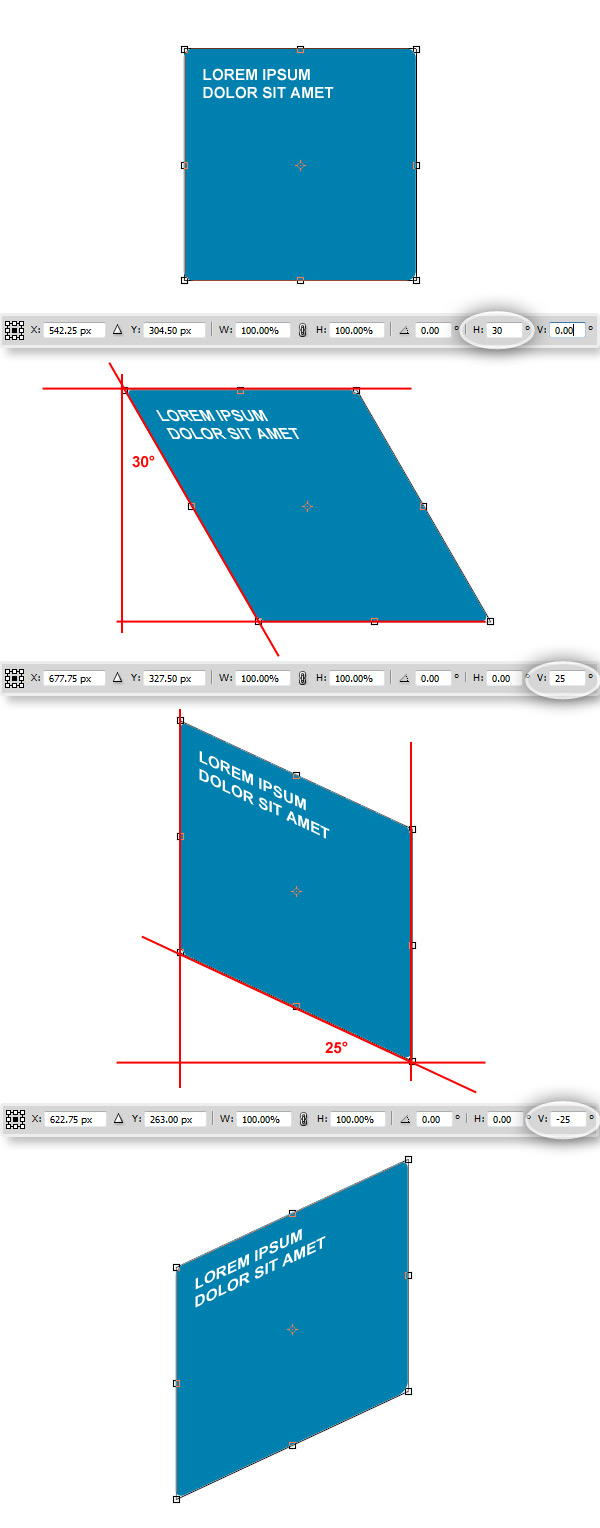 LOREM IPSUM
DOLOR SIT AMET
X: 542.25 px Y: 304.50 px W: 100.00% H: 100.00% 0.00 ° H: 30 ° V: 0.00 °
LOREM IPSUM
DOLOR SIT AMET
30°
X: 677.75 px Y: 327.50 px W: 100.00% H: 100.00% 0.00 ° H: 0.00 ° V: 25 °
LOREM IPSUM
DOLOR SIT AMET
25°
X: 622.75 px Y: 263.00 px W: 100.00% H: 100.00% 0.00 ° H: 0.00 ° V: -25 °
LOREM IPSUM
DOLOR SIT AMET